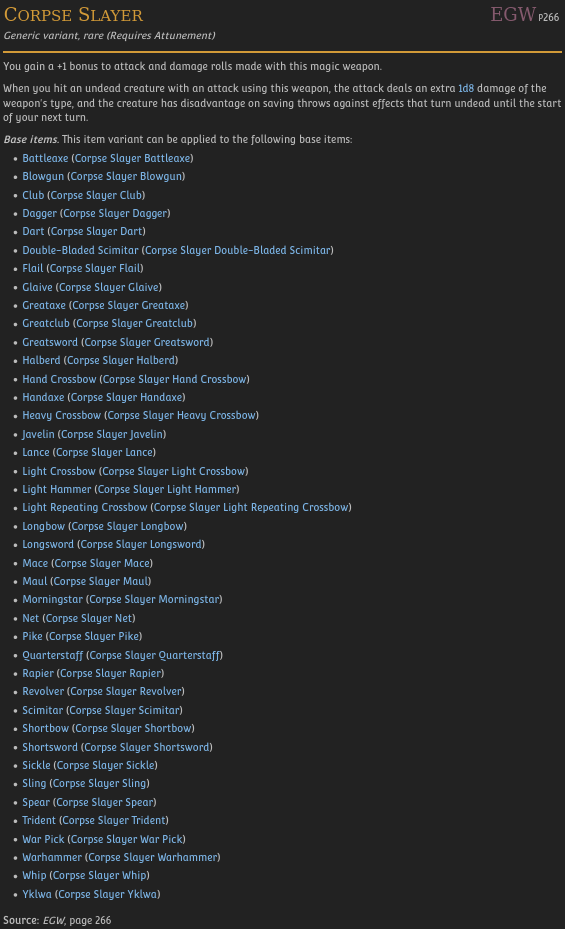 CORPSE SLAYER EGW P266
Generic variant, rare (Requires Attunement)
You gain a +1 bonus to attack and damage rolls made with this magic weapon.
When you hit an undead creature with an attack using this weapon, the attack deals an extra 1d8 damage of the
weapon's type, and the creature has disadvantage on saving throws against effects that turn undead until the start
of your next turn.
Base items. This item variant can be applied to the following base items:
• Battleaxe (Corpse Slayer Battleaxe)
• Blowgun (Corpse Slayer Blowgun)
• Club (Corpse Slayer Club)
• Dagger (Corpse Slayer Dagger)
• Dart (Corpse Slayer Dart)
• Double-Bladed Scimitar (Corpse Slayer Double-Bladed Scimitar)
• Flail (Corpse Slayer Flail)
• Glaive (Corpse Slayer Glaive)
• Greataxe (Corpse Slayer Greataxe)
• Greatclub (Corpse Slayer Greatclub)
• Greatsword (Corpse Slayer Greatsword)
• Halberd (Corpse Slayer Halberd)
• Hand Crossbow (Corpse Slayer Hand Crossbow)
• Handaxe (Corpse Slayer Handaxe)
• Heavy Crossbow (Corpse Slayer Heavy Crossbow)
• Javelin (Corpse Slayer Javelin)
• Lance (Corpse Slayer Lance)
• Light Crossbow (Corpse Slayer Light Crossbow)
• Light Hammer (Corpse Slayer Light Hammer)
• Light Repeating Crossbow (Corpse Slayer Light Repeating Crossbow)
• Longbow (Corpse Slayer Longbow)
• Longsword (Corpse Slayer Longsword)
• Mace (Corpse Slayer Mace)
• Maul (Corpse Slayer Maul)
• Morningstar (Corpse Slayer Morningstar)
• Net (Corpse Slayer Net)
• Pike (Corpse Slayer Pike)
• Quarterstaff (Corpse Slayer Quarterstaff)
• Rapier (Corpse Slayer Rapier)
• Revolver (Corpse Slayer Revolver)
• Scimitar (Corpse Slayer Scimitar)
• Shortbow (Corpse Slayer Shortbow)
• Shortsword (Corpse Slayer Shortsword)
• Sickle (Corpse Slayer Sickle)
• Sling (Corpse Slayer Sling)
• Spear (Corpse Slayer Spear)
• Trident (Corpse Slayer Trident)
• War Pick (Corpse Slayer War Pick)
• Warhammer (Corpse Slayer Warhammer)
• Whip (Corpse Slayer Whip)
• Yklwa (Corpse Slayer Yklwa)
Source: EGW, page 266